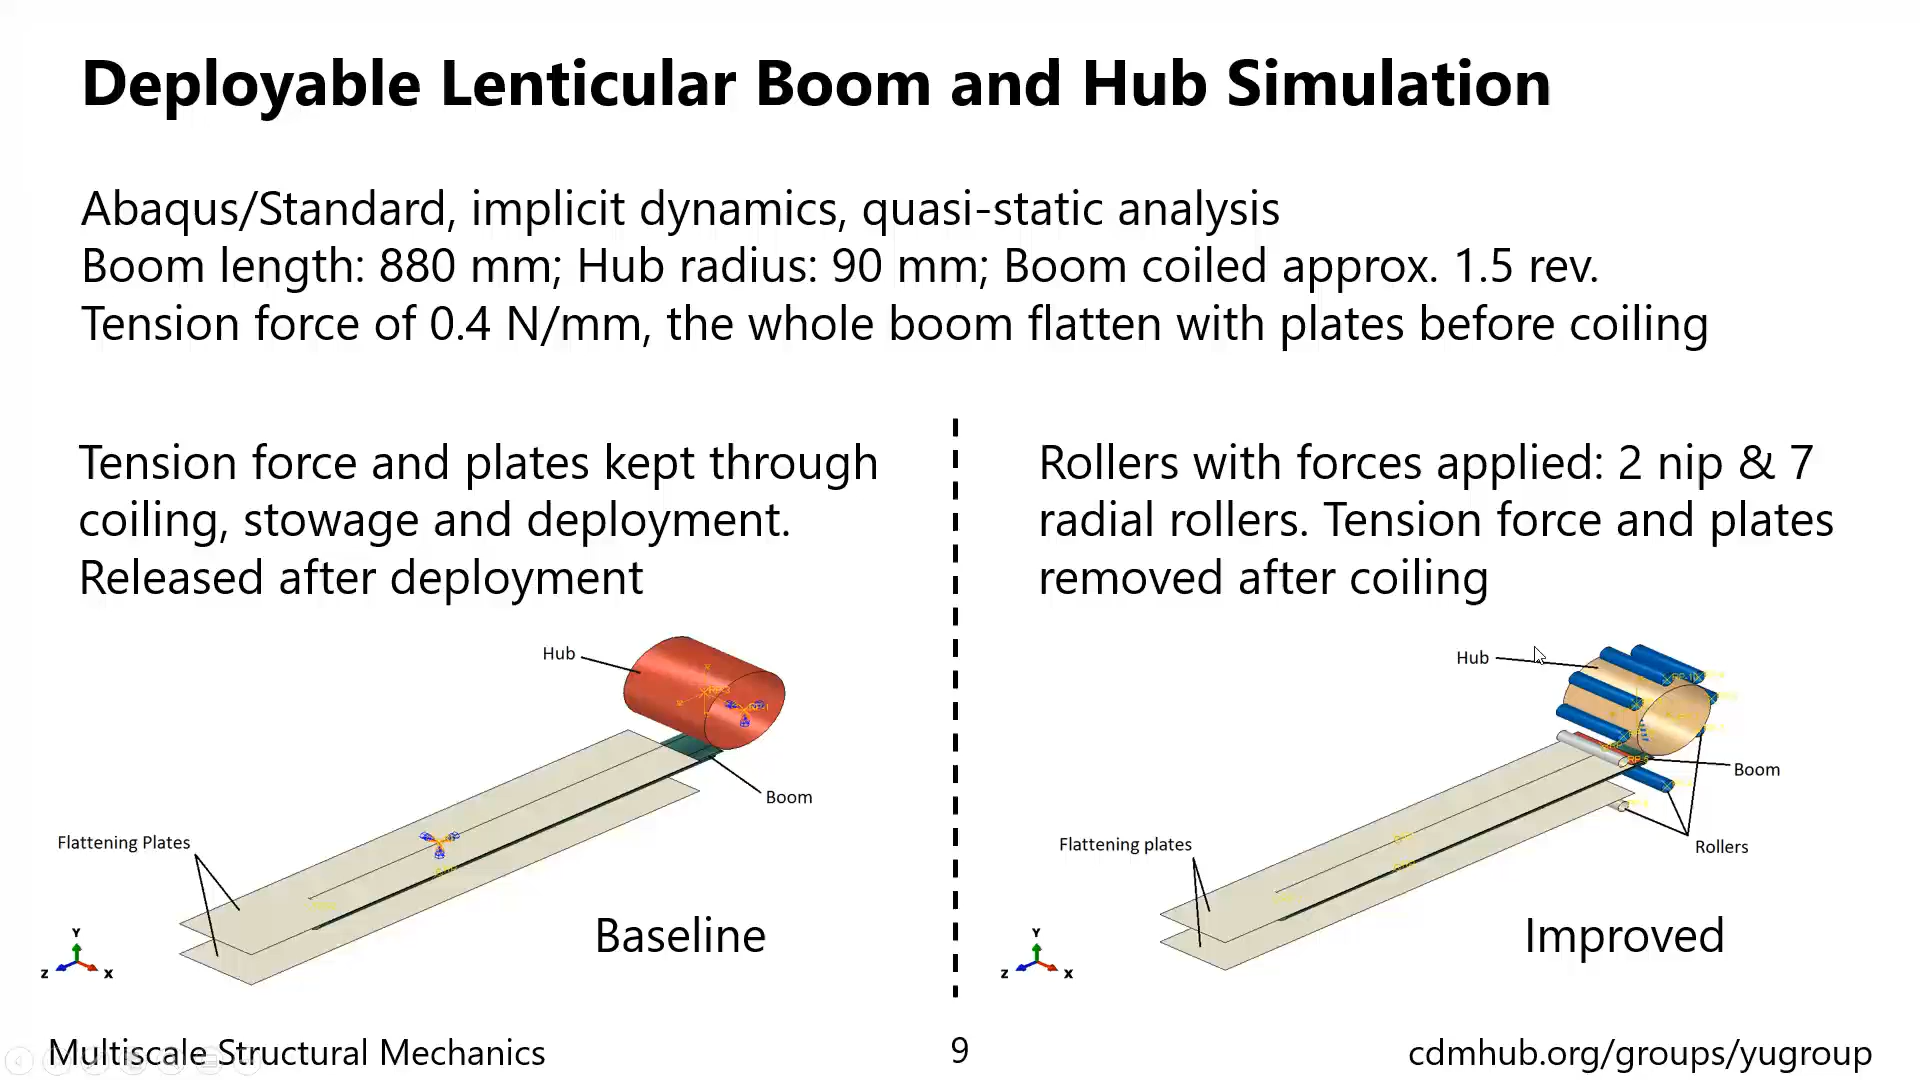 Deployable Lenticular Boom and Hub Simulation
Abaqus/Standard, implicit dynamics, quasi-static analysis
Boom length: 880 mm; Hub radius: 90 mm; Boom coiled approx. 1.5 rev.
Tension force of 0.4 N/mm, the whole boom flatten with plates before coiling
Tension force and plates kept through
coiling, stowage and deployment.
Released after deployment
Hub
Boom
Flattening Plates
Y
Z
X
Baseline
Rollers with forces applied: 2 nip & 7
radial rollers. Tension force and plates
removed after coiling
Hub
Boom
Rollers
Flattening plates
Y
Z
X
Improved
Multiscale Structural Mechanics
9
cdmhub.org/groups/yugroup